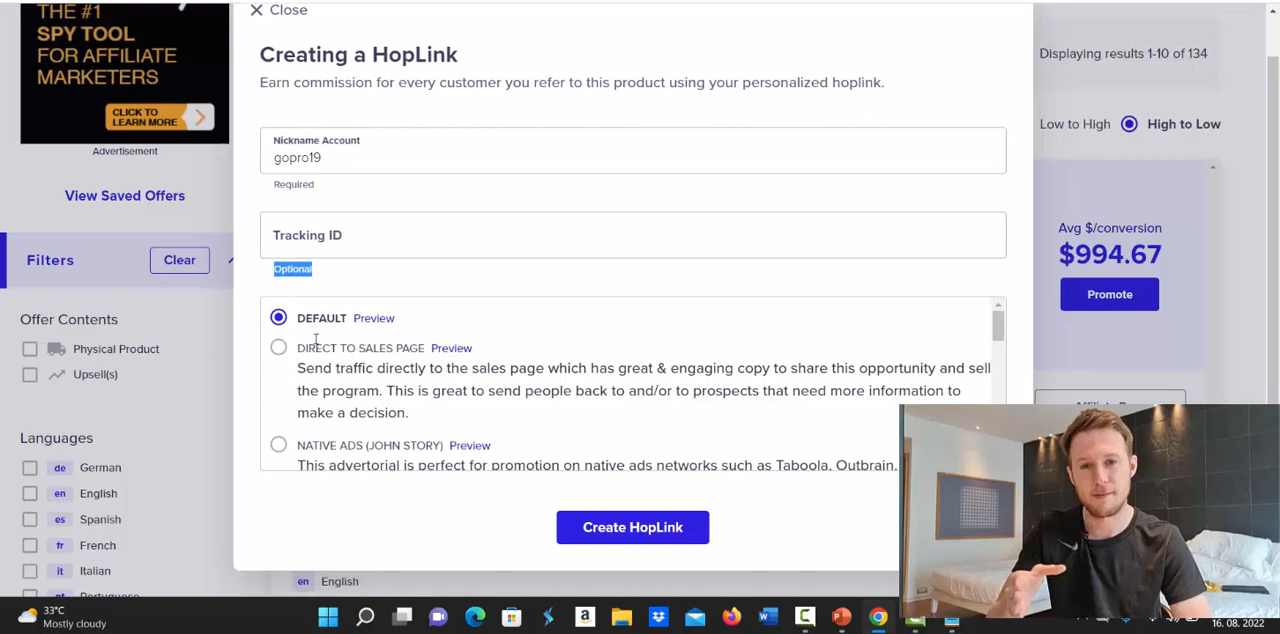 THE #1
SPY TOOL
FOR AFFILIATE
MARKETERS
CLICK TO
LEARN MORE
Advertisement
View Saved Offers
Filters
Clear
Offer Contents
Physical Product
Upsell(s)
Languages
de German
en English
es Spanish
fr French
it Italian
Portuguese
Close
Creating a HopLink
Earn commission for every customer you refer to this product using your personalized hoplink.
Nickname Account
gopro19
Required
Tracking ID
Optional
DEFAULT Preview
DIRECT TO SALES PAGE Preview
Send traffic directly to the sales page which has great & engaging copy to share this opportunity and sell
the program. This is great to send people back to and/or to prospects that need more information to
make a decision.
NATIVE ADS (JOHN STORY) Preview
This advertorial is perfect for promotion on native ads networks such as Taboola, Outbrain,
Create HopLink
en English
Displaying results 1-10 of 134
Low to High
High to Low
Avg $/conversion
$994.67
Promote
33°C
Mostly cloudy
16. 08. 2022